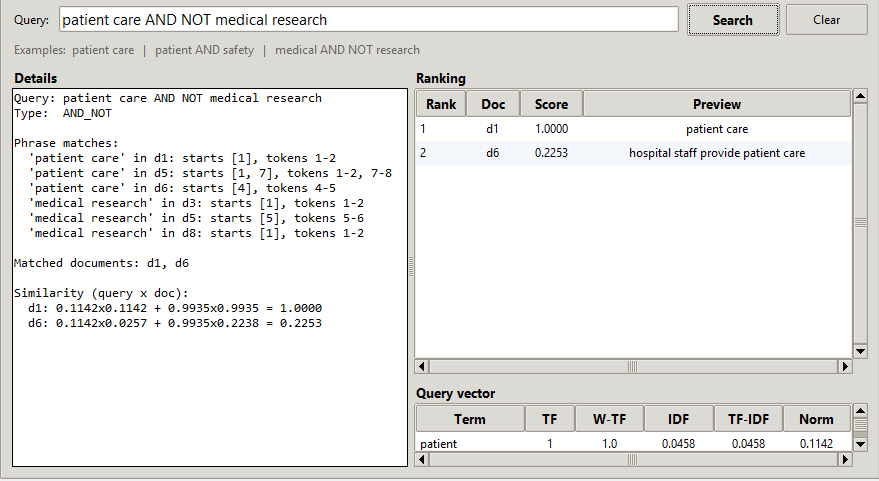 Query: patient care AND NOT medical research Search Clear
Examples: patient care | patient AND safety | medical AND NOT research
Details
Query: patient care AND NOT medical research
Type: AND_NOT
Phrase matches:
'patient care' in d1: starts [1], tokens 1-2
'patient care' in d5: starts [1, 7], tokens 1-2, 7-8
'patient care' in d6: starts [4], tokens 4-5
'medical research' in d3: starts [1], tokens 1-2
'medical research' in d5: starts [5], tokens 5-6
'medical research' in d8: starts [1], tokens 1-2
Matched documents: d1, d6
Similarity (query x doc):
d1: 0.1142x0.1142 + 0.9935x0.9935 = 1.0000
d6: 0.1142x0.0257 + 0.9935x0.2238 = 0.2253
Ranking
Rank Doc Score Preview
1 d1 1.0000 patient care
2 d6 0.2253 hospital staff provide patient care
Query vector
Term TF W-TF IDF TF-IDF Norm
patient 1 1.0 0.0458 0.0458 0.1142